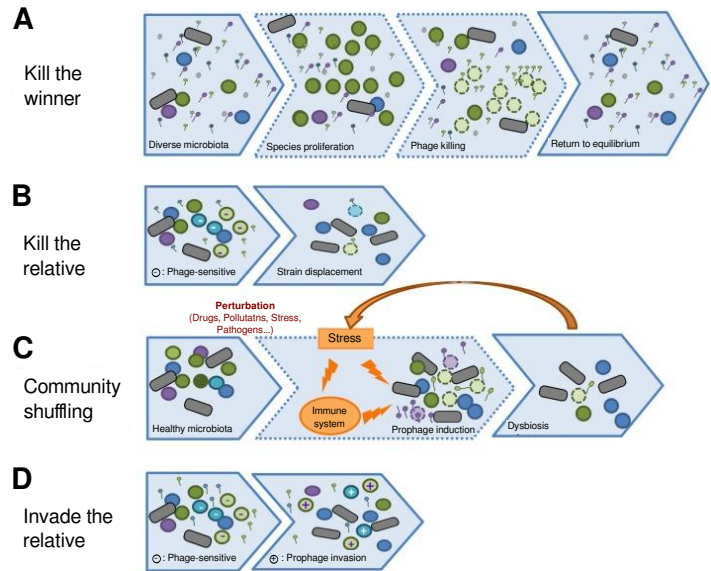 A
Kill the
winner
Diverse microbiota
Species proliferation
Phage killing
Return to equilibrium
B
Kill the
relative
⊖: Phage-sensitive
Strain displacement
Perturbation
(Drugs, Pollutatns, Stress,
Pathogens...)
Stress
C
Community
shuffling
Immune
system
Healthy microbiota
Prophage induction
Dysbiosis
D
Invade the
relative
⊖: Phage-sensitive
⊕: Prophage invasion